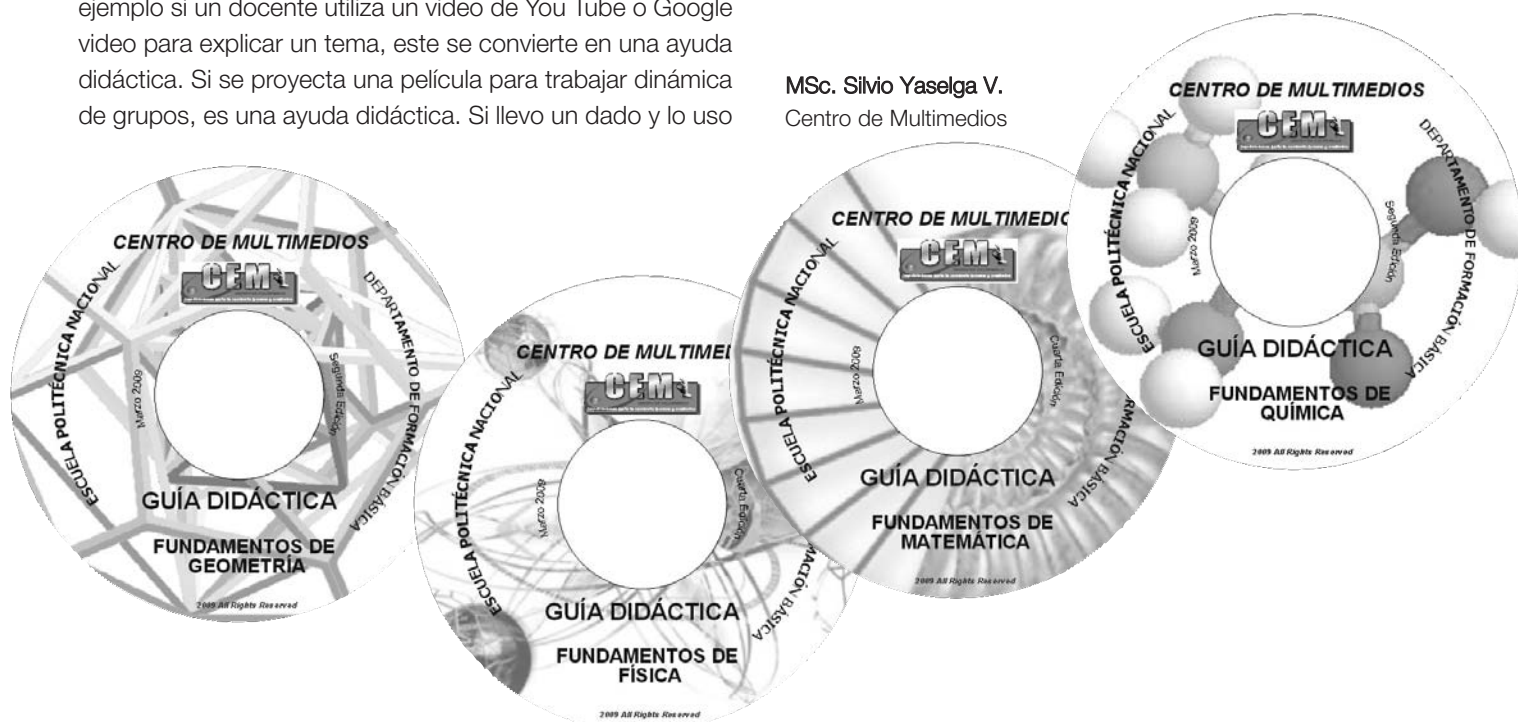 ejemplo si un docente utiliza un video de You Tube o Google
video para explicar un tema, este se convierte en una ayuda
didáctica. Si se proyecta una película para trabajar dinámica
de grupos, es una ayuda didáctica. Si llevo un dado y lo uso
MSc. Silvio Yaselga V.
Centro de Multimedios
CENTRO DE MULTIMEDIOS
CEM
ESCUELA POLITÉCNICA NACIONAL
DEPARTAMENTO DE FORMACIÓN BÁSICA
Marzo 2009
Segunda Edición
GUÍA DIDÁCTICA
FUNDAMENTOS DE
GEOMETRÍA
2009 All Rights Reserved
CENTRO DE MULTIME
CEM
ESCUELA POLITÉCNICA NACIONAL
MACIÓN BÁSICA
Marzo 2009
Cuarta Edición
GUÍA DIDÁCTICA
FUNDAMENTOS DE
FÍSICA
2009 All Rights Reserved
CENTRO DE MULTIMEDIO
CEM
ESCUELA POLITÉCNICA NACIONAL
RMACIÓN BÁSICA
Marzo 2009
Cuarta Edición
GUÍA DIDÁCTICA
FUNDAMENTOS DE
MATEMÁTICA
2009 All Rights Reserved
CENTRO DE MULTIMEDIOS
CEM
ESCUELA POLITÉCNICA NACIONAL
DEPARTAMENTO DE FORMACIÓN BÁSICA
Marzo 2009
Segunda Edición
GUÍA DIDÁCTICA
FUNDAMENTOS DE
QUÍMICA
2009 All Rights Reserved